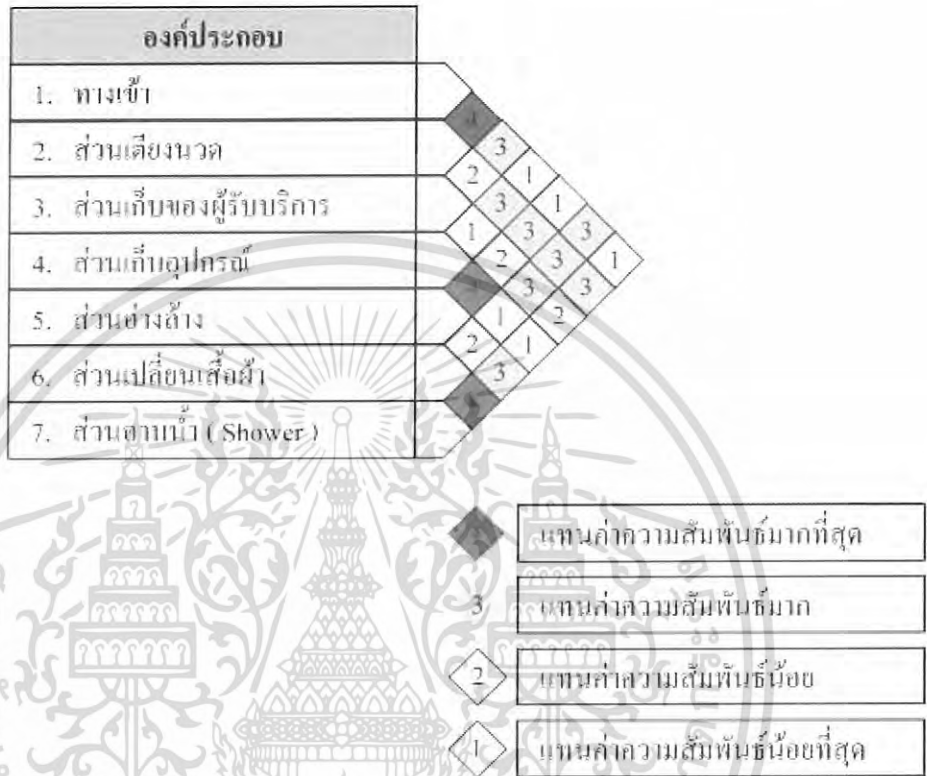 องค์ประกอบ
1. ทางเข้า
2. ส่วนเตียงนวด
3. ส่วนเก็บของผู้รับบริการ
4. ส่วนเก็บอุปกรณ์
5. ส่วนอ่างล้าง
6. ส่วนเปลี่ยนเสื้อผ้า
7. ส่วนอาบน้ำ ( Shower )
4
3
2 1
3 1
1 3 3
2 3 1
3 3
1 2
2 1
3
แทนค่าความสัมพันธ์มากที่สุด
3 แทนค่าความสัมพันธ์มาก
2 แทนค่าความสัมพันธ์น้อย
1 แทนค่าความสัมพันธ์น้อยที่สุด